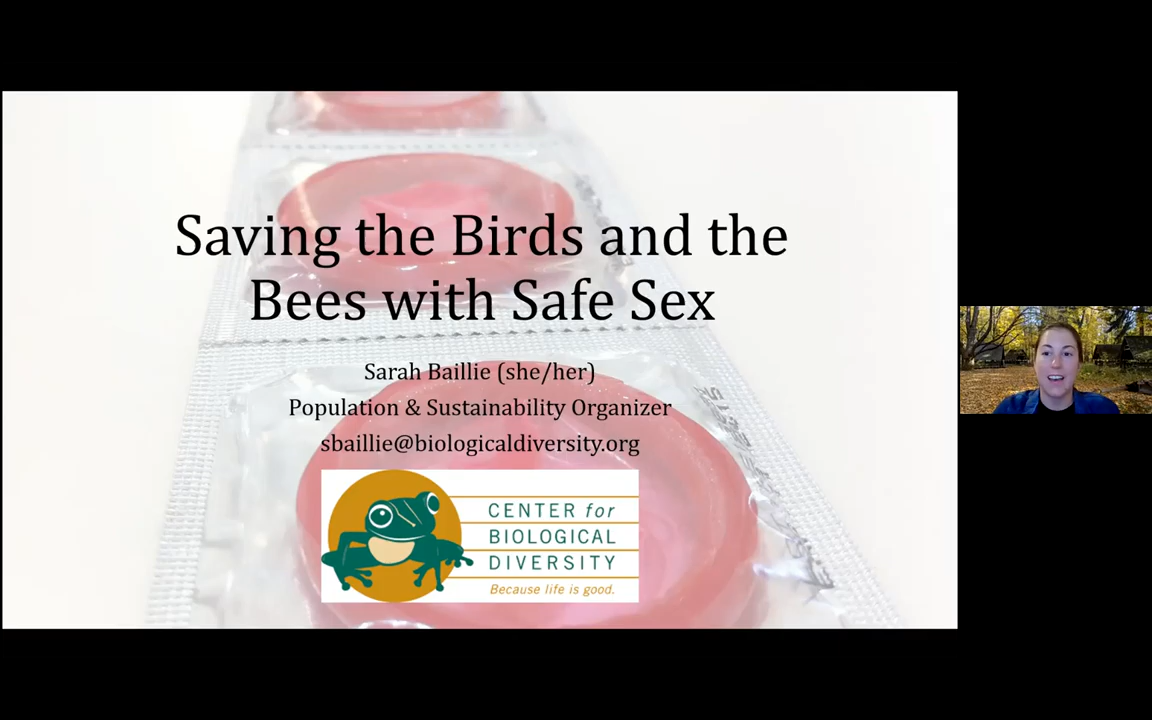 Saving the Birds and the
Bees with Safe Sex
Sarah Baillie (she/her)
Population & Sustainability Organizer
sbaillie@biologicaldiversity.org
CENTER for
BIOLOGICAL
DIVERSITY
Because life is good.